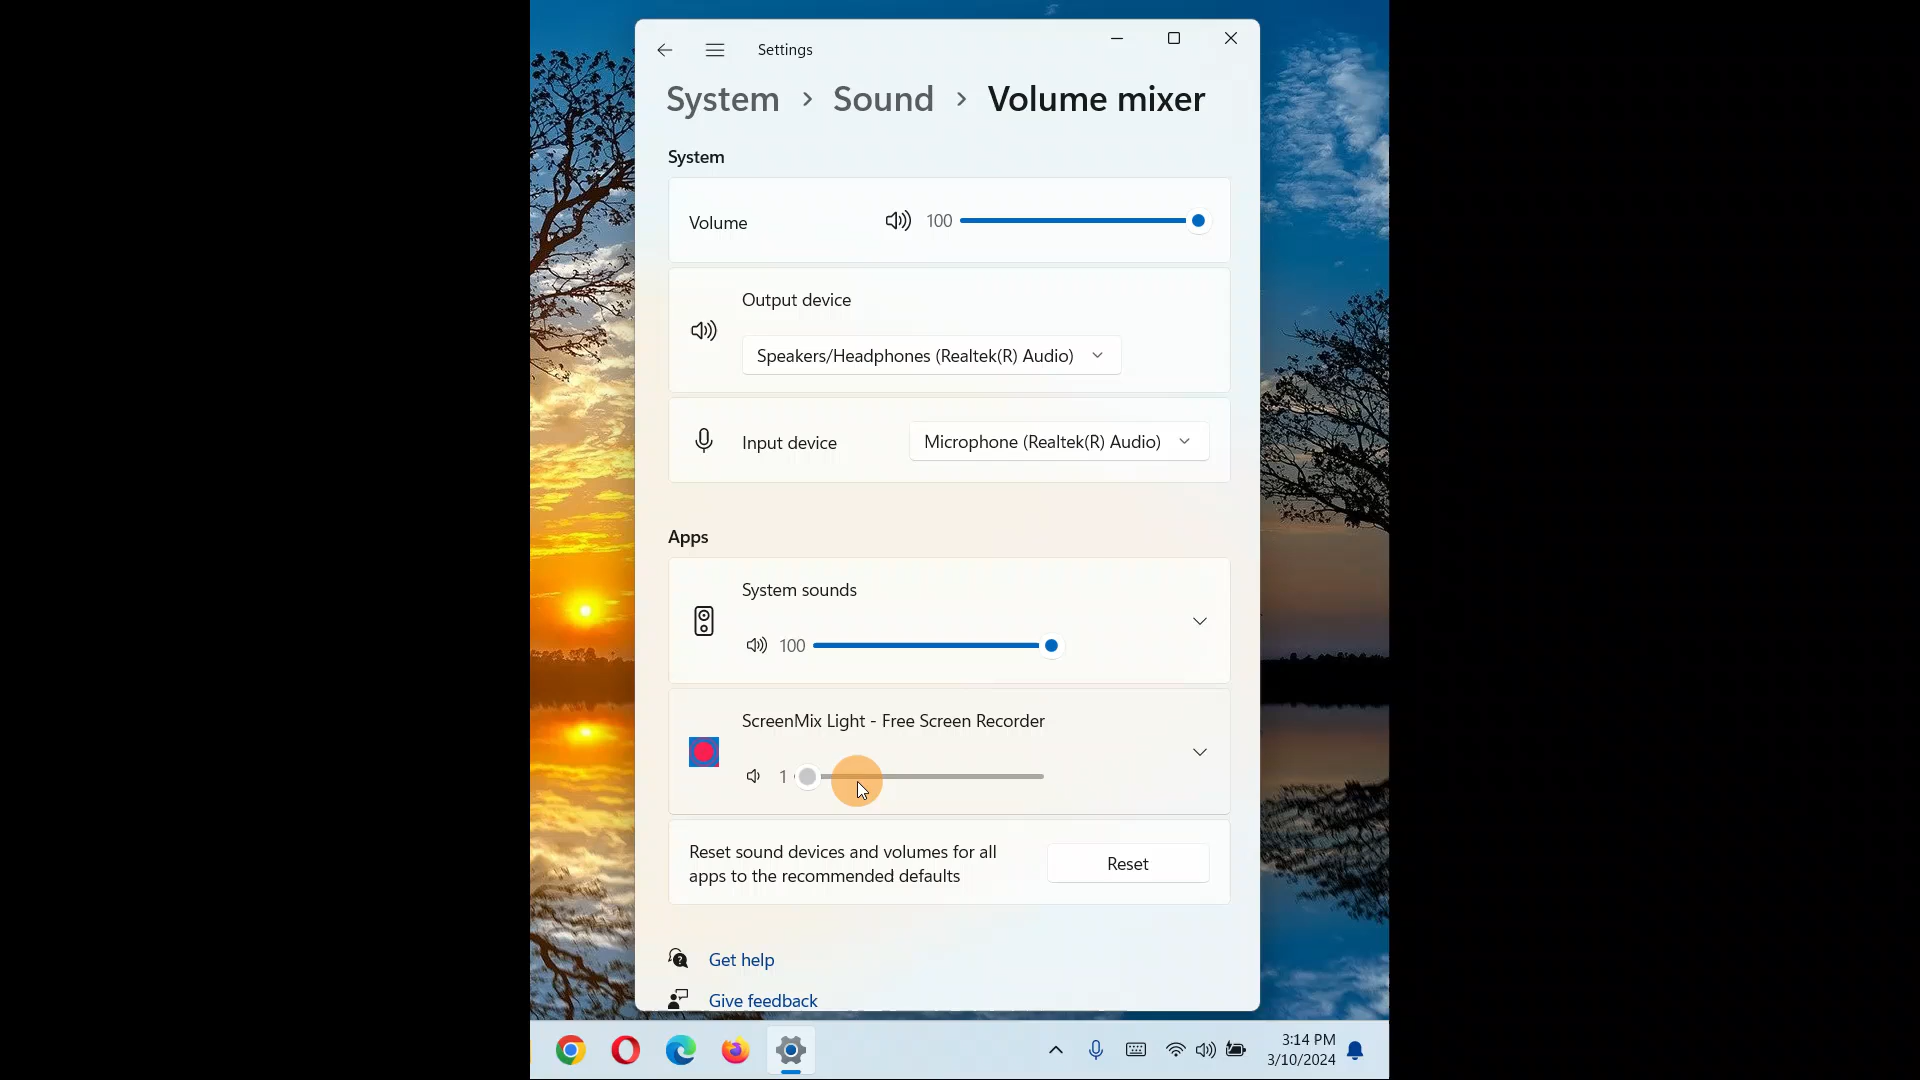 Settings
System > Sound > Volume mixer
System
Volume 100
Output device
Speakers/Headphones (Realtek(R) Audio)
Input device Microphone (Realtek(R) Audio)
Apps
System sounds
100
ScreenMix Light - Free Screen Recorder
1
Reset sound devices and volumes for all
apps to the recommended defaults
Reset
Get help
Give feedback
3:14 PM
3/10/2024